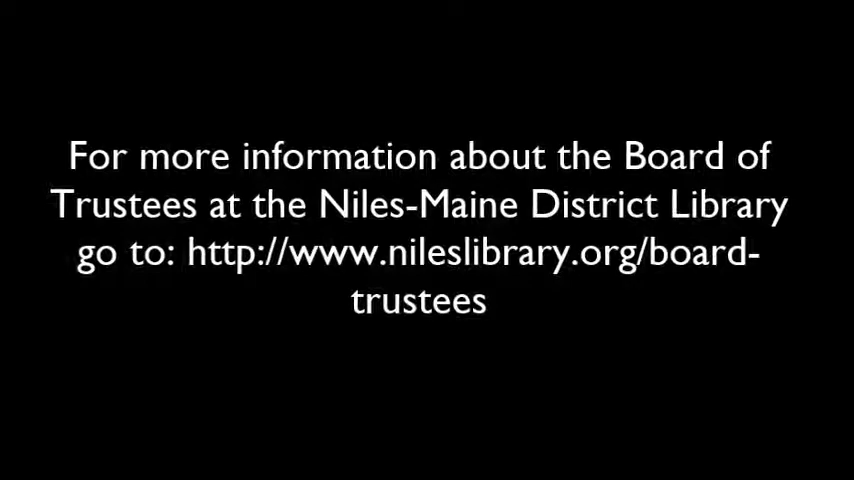 For more information about the Board of
Trustees at the Niles-Maine District Library
go to: http://www.nileslibrary.org/board-
trustees